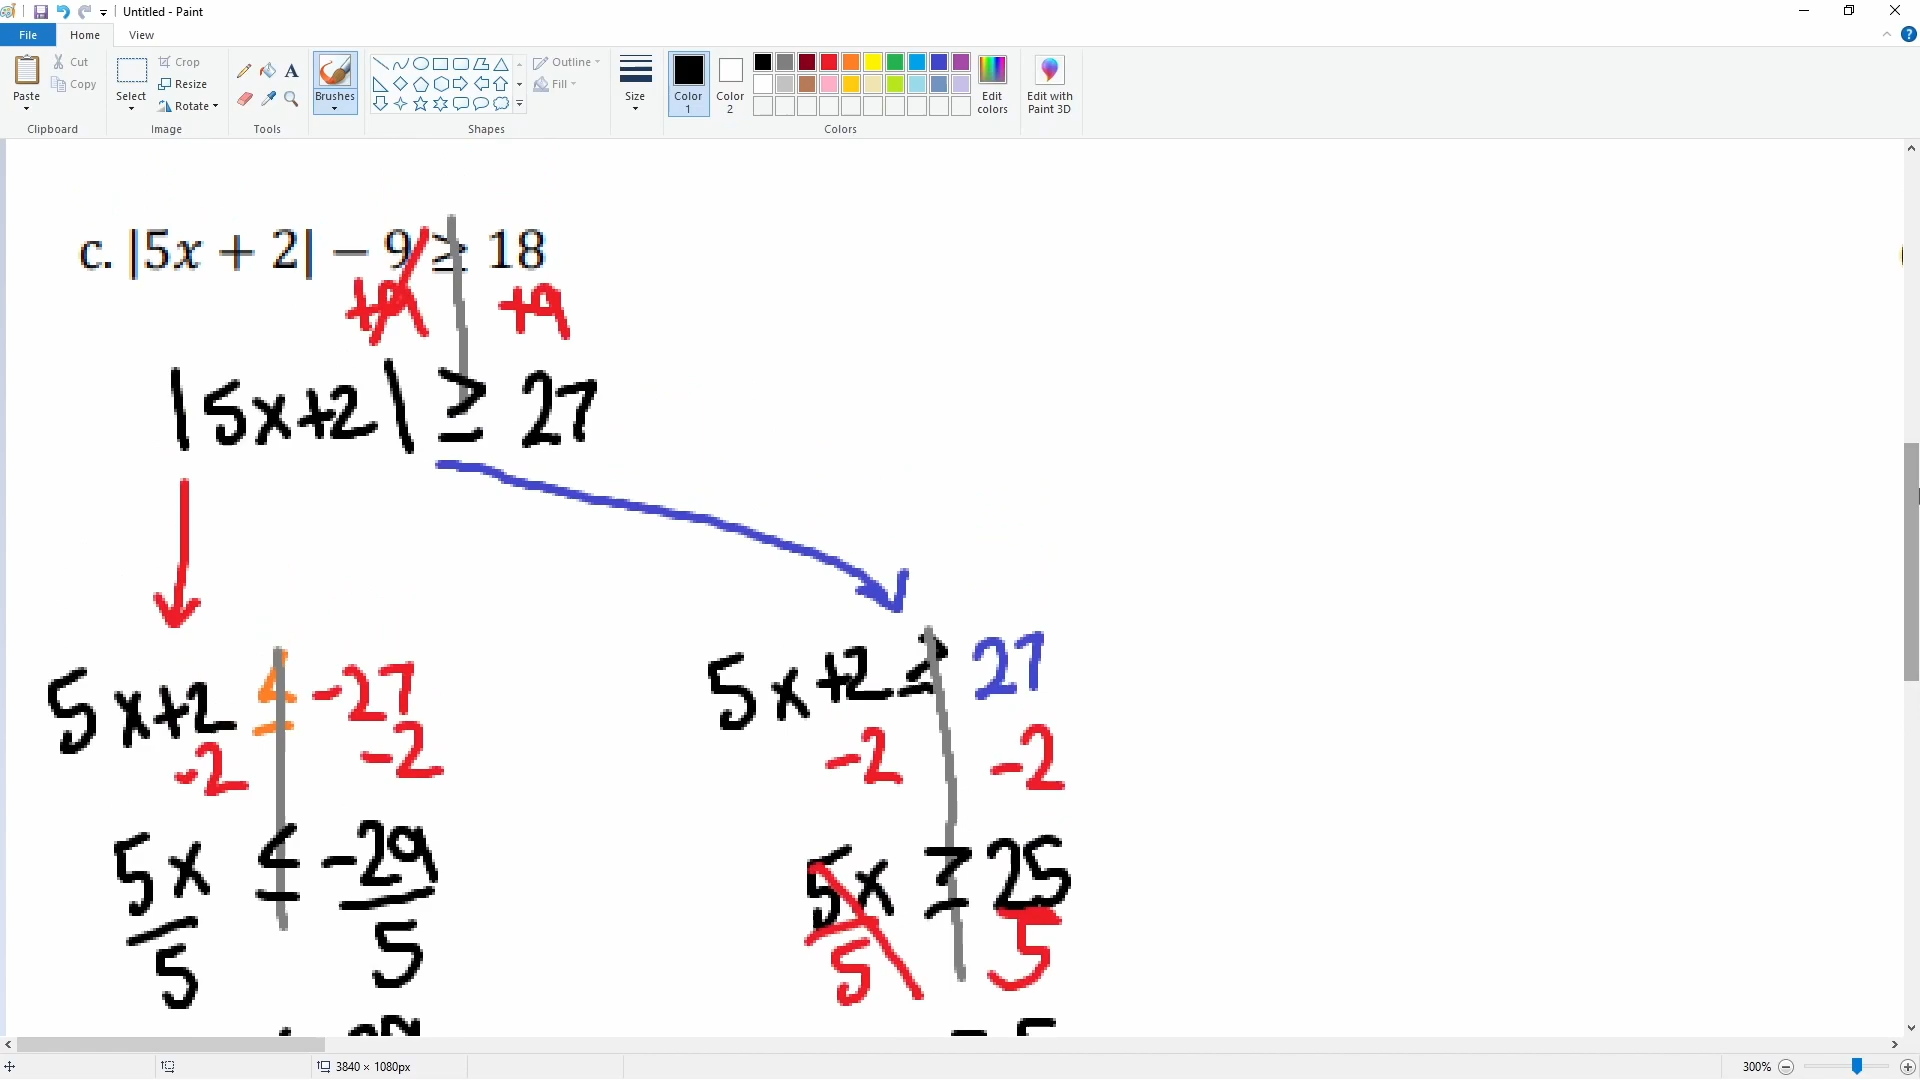 Untitled - Paint
File Home View
Paste Cut Copy Clipboard
Select Crop Resize Rotate Image
A Tools
Brushes
Outline Fill Shapes
Size
Color 1 Color 2 Edit colors Colors
Edit with Paint 3D
c. |5x + 2| − 9 ≥ 18
+9 +9
|5x+2| ≥ 27
5x+2 ≤ -27
-2 -2
5x ≤ -29
5 5
5x+2 ≥ 27
-2 -2
5x ≥ 25
5 5
3840 × 1080px
300%